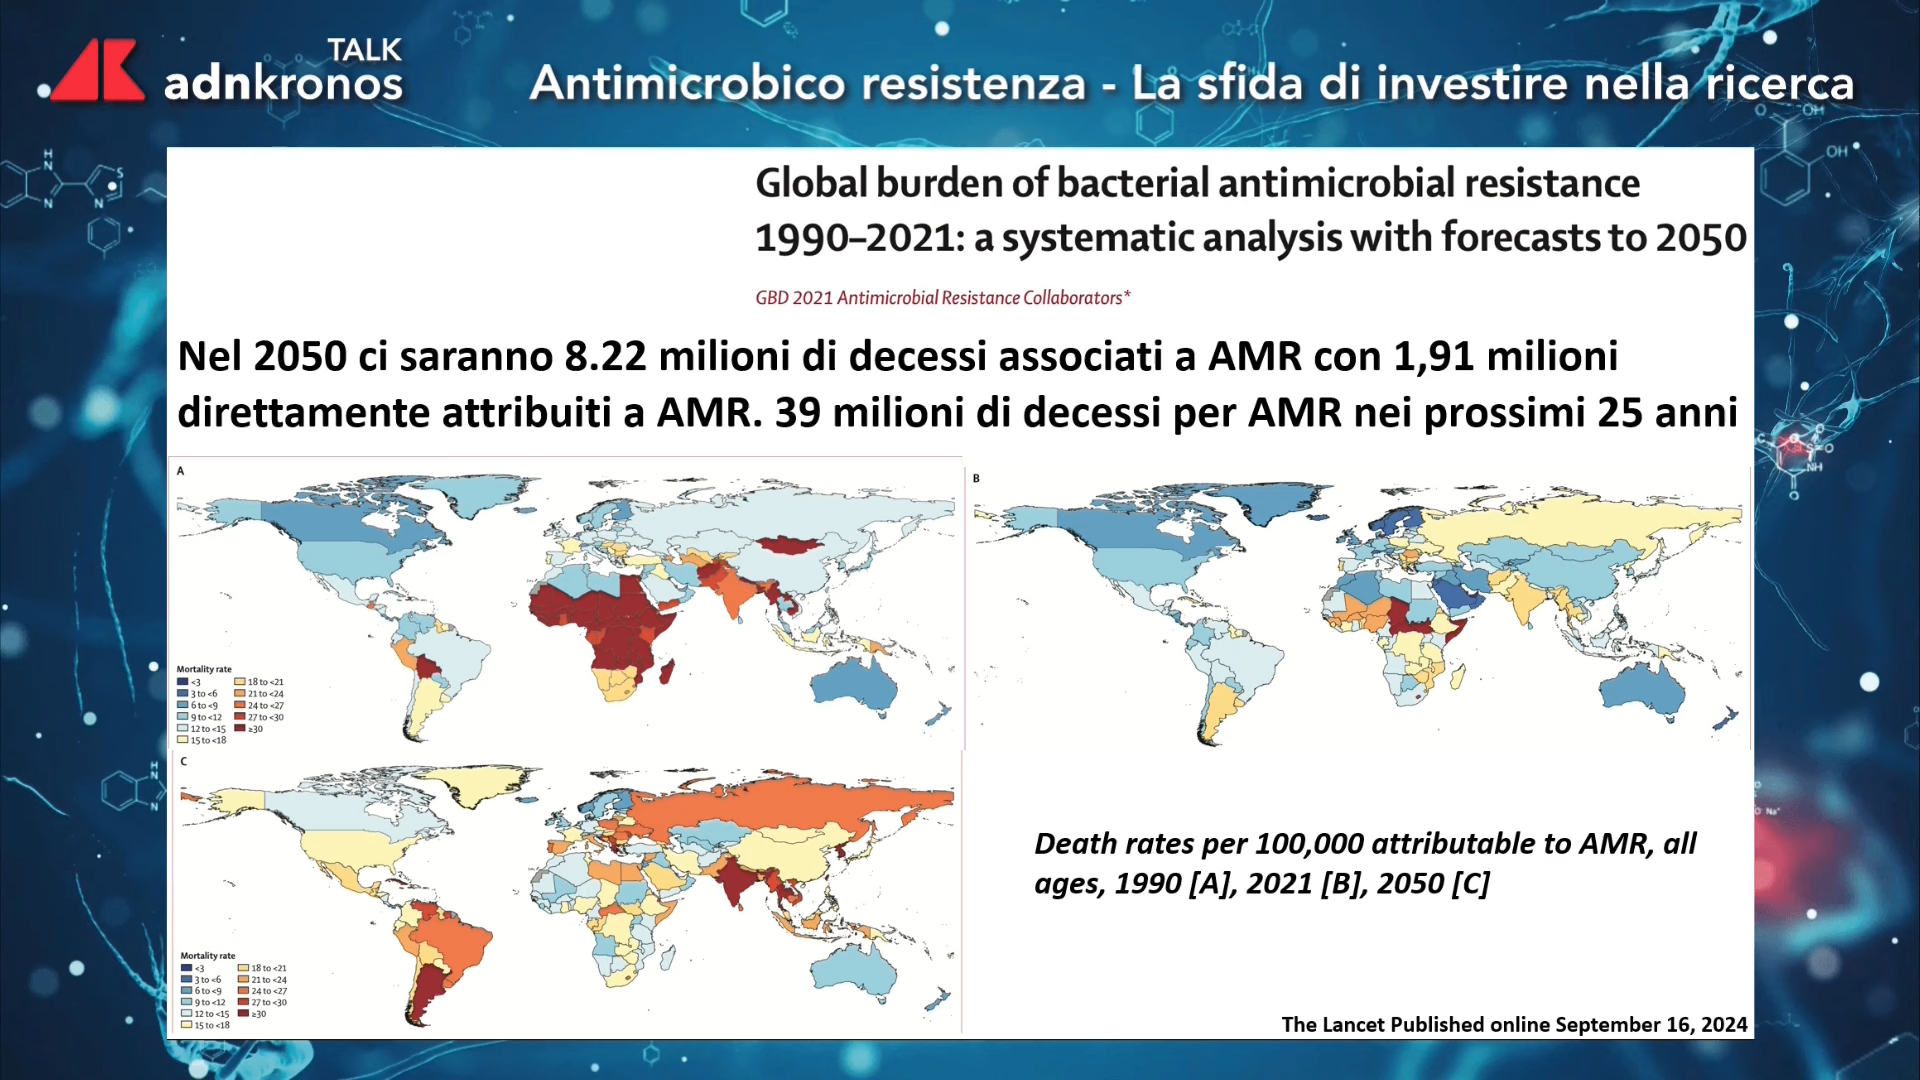 TALK
adnkronos
Antimicrobico resistenza - La sfida di investire nella ricerca
Global burden of bacterial antimicrobial resistance
1990–2021: a systematic analysis with forecasts to 2050
GBD 2021 Antimicrobial Resistance Collaborators*
Nel 2050 ci saranno 8.22 milioni di decessi associati a AMR con 1,91 milioni
direttamente attribuiti a AMR. 39 milioni di decessi per AMR nei prossimi 25 anni
A
Mortality rate
<3
3 to <6
6 to <9
9 to <12
12 to <15
15 to <18
18 to <21
21 to <24
24 to <27
27 to <30
≥30
B
C
Mortality rate
<3
3 to <6
6 to <9
9 to <12
12 to <15
15 to <18
18 to <21
21 to <24
24 to <27
27 to <30
≥30
Death rates per 100,000 attributable to AMR, all
ages, 1990 [A], 2021 [B], 2050 [C]
The Lancet Published online September 16, 2024
H
N
N
S
N
OH
O
OH
NH
O
H
N
N
Na⁺